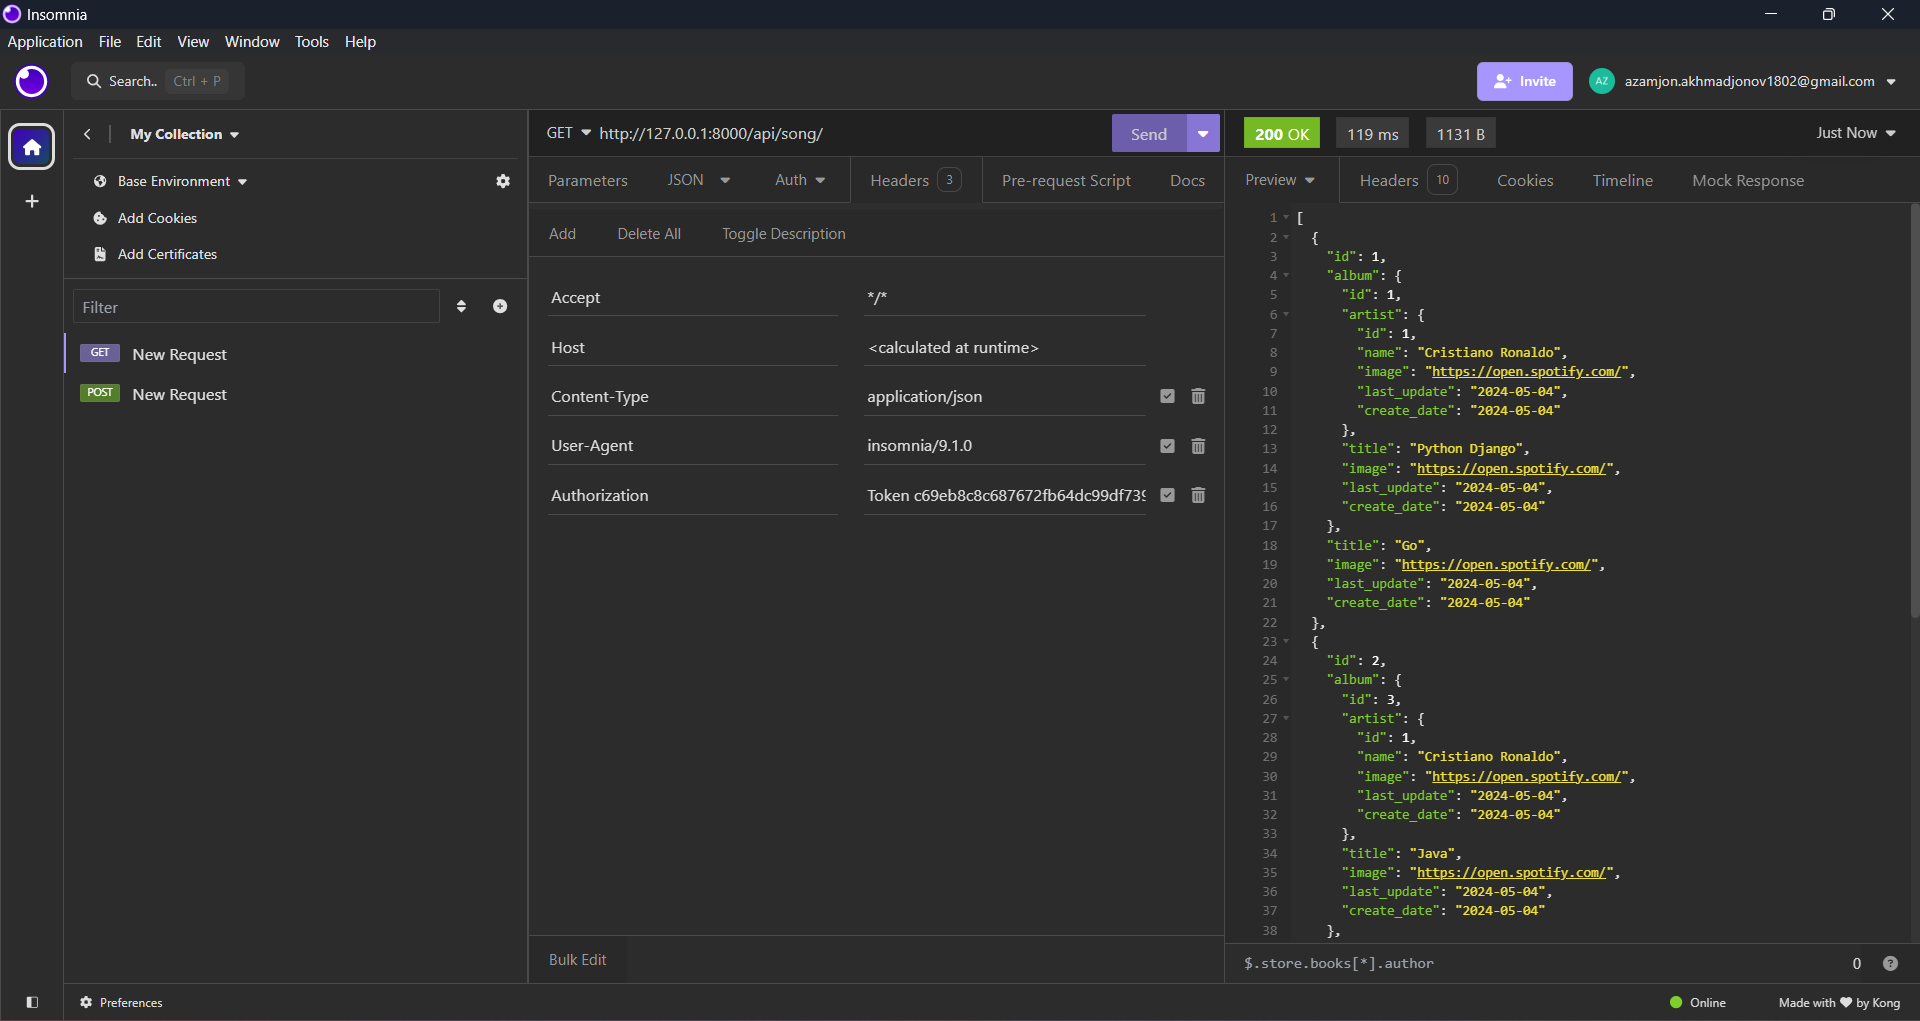 Insomnia
Application File Edit View Window Tools Help
Search.. Ctrl + P
Invite
AZ azamjon.akhmadjonov1802@gmail.com
My Collection
Base Environment
Add Cookies
Add Certificates
Filter
GET New Request
POST New Request
Preferences
GET http://127.0.0.1:8000/api/song/ Send
Parameters JSON Auth Headers 3 Pre-request Script Docs
Add Delete All Toggle Description
Accept */*
Host <calculated at runtime>
Content-Type application/json
User-Agent insomnia/9.1.0
Authorization Token c69eb8c8c687672fb64dc99df739
Bulk Edit
200 OK 119 ms 1131 B Just Now
Preview Headers 10 Cookies Timeline Mock Response
1 [
2 {
3 "id": 1,
4 "album": {
5 "id": 1,
6 "artist": {
7 "id": 1,
8 "name": "Cristiano Ronaldo",
9 "image": "https://open.spotify.com/",
10 "last_update": "2024-05-04",
11 "create_date": "2024-05-04"
12 },
13 "title": "Python Django",
14 "image": "https://open.spotify.com/",
15 "last_update": "2024-05-04",
16 "create_date": "2024-05-04"
17 },
18 "title": "Go",
19 "image": "https://open.spotify.com/",
20 "last_update": "2024-05-04",
21 "create_date": "2024-05-04"
22 },
23 {
24 "id": 2,
25 "album": {
26 "id": 3,
27 "artist": {
28 "id": 1,
29 "name": "Cristiano Ronaldo",
30 "image": "https://open.spotify.com/",
31 "last_update": "2024-05-04",
32 "create_date": "2024-05-04"
33 },
34 "title": "Java",
35 "image": "https://open.spotify.com/",
36 "last_update": "2024-05-04",
37 "create_date": "2024-05-04"
38 },
$.store.books[*].author 0 ?
Online Made with ❤ by Kong